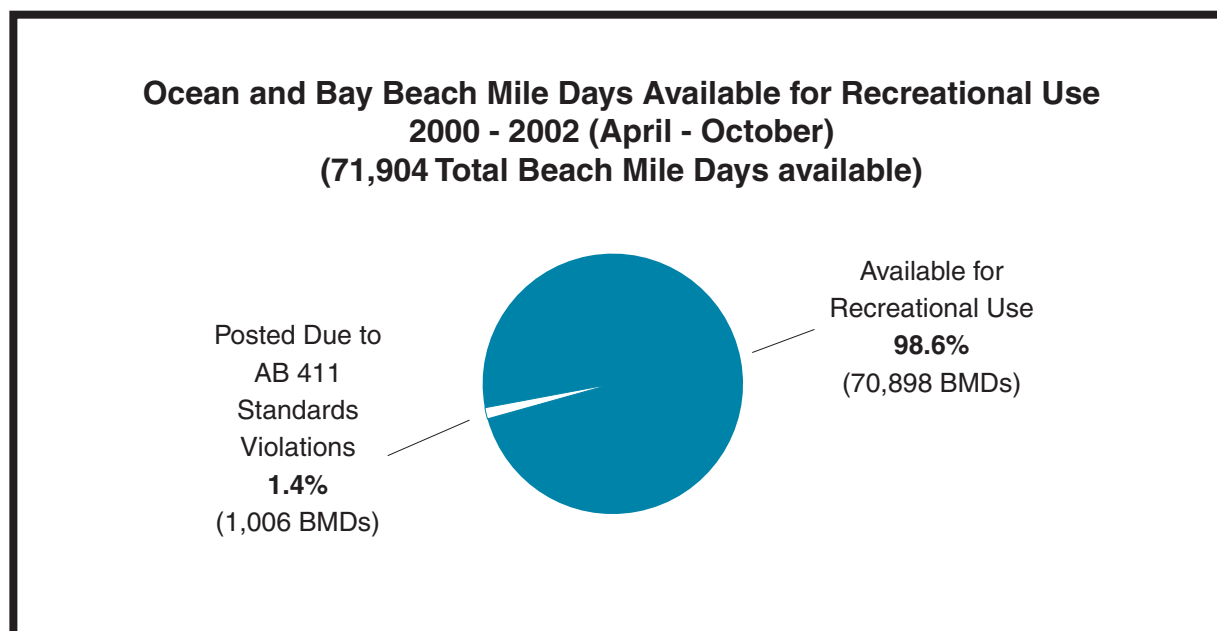 Ocean and Bay Beach Mile Days Available for Recreational Use
2000 - 2002 (April - October)
(71,904 Total Beach Mile Days available)
Available for
Recreational Use
98.6%
(70,898 BMDs)
Posted Due to
AB 411
Standards
Violations
1.4%
(1,006 BMDs)